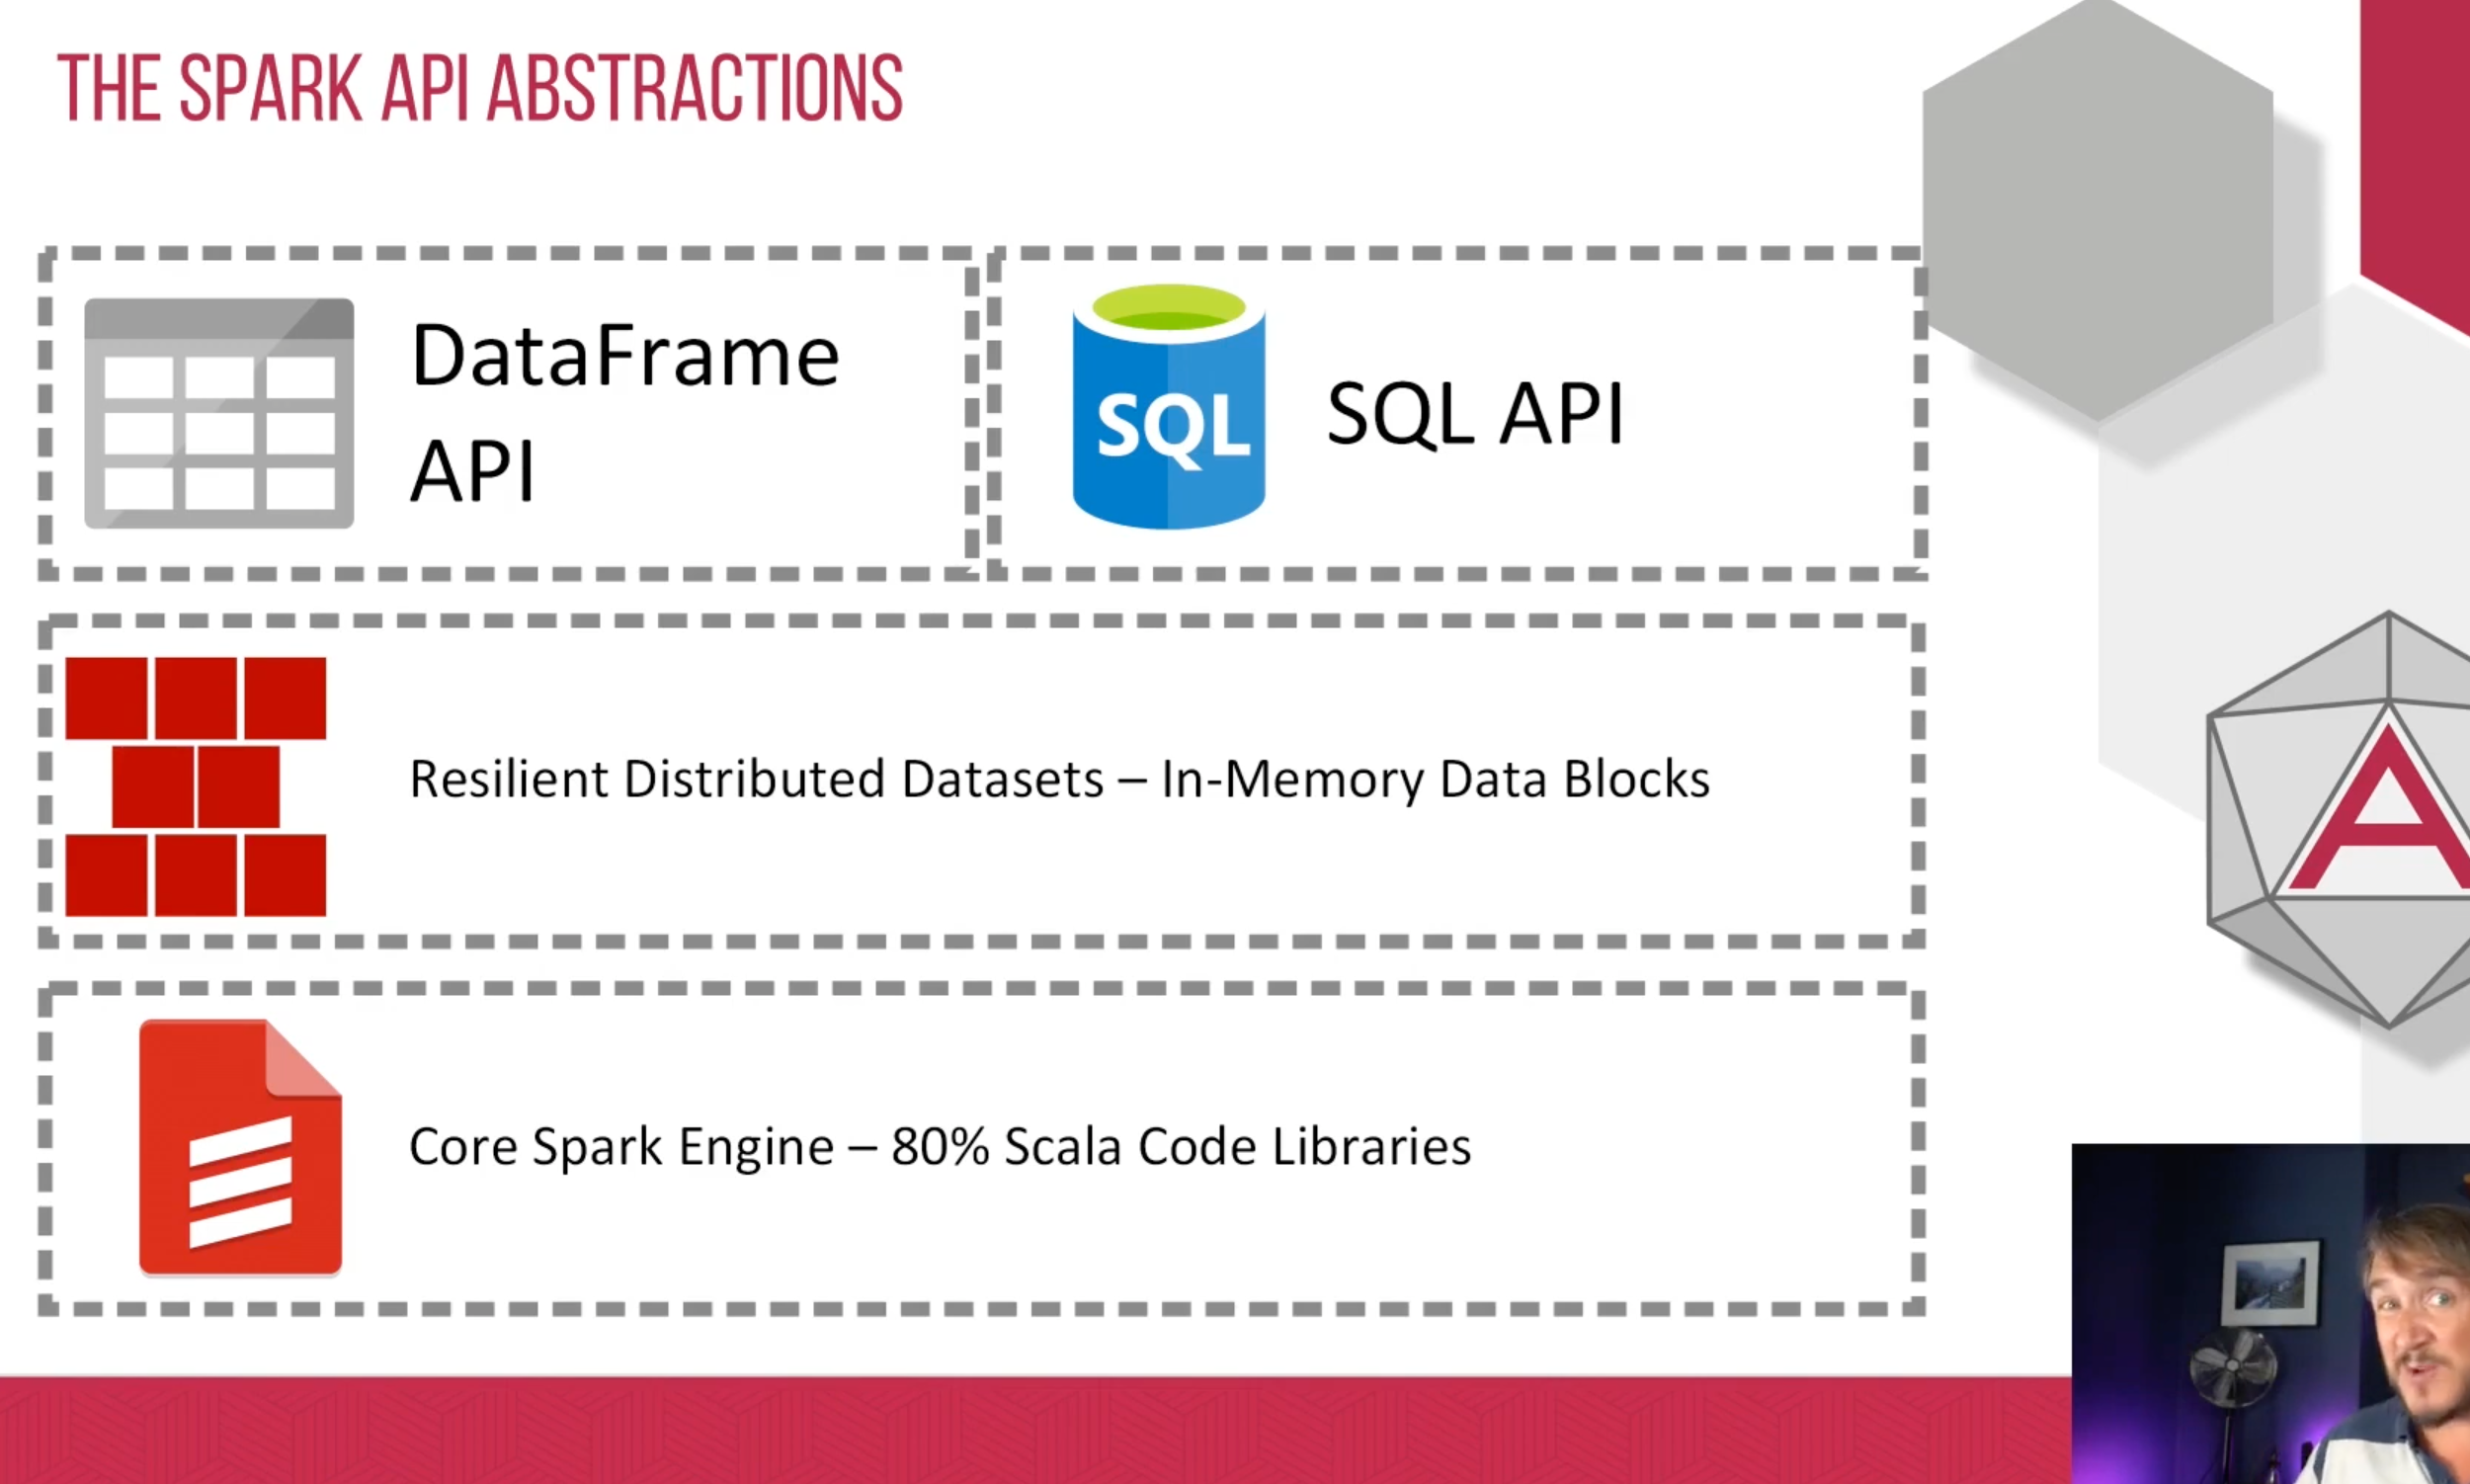 THE SPARK API ABSTRACTIONS
DataFrame
API
SQL
SQL API
Resilient Distributed Datasets – In-Memory Data Blocks
Core Spark Engine – 80% Scala Code Libraries
A